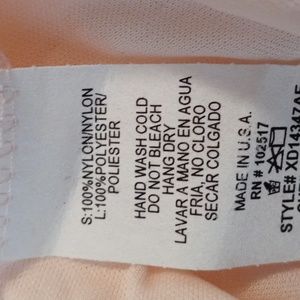 S:100%NYLON/NYLON
L:100%POLYESTER/
POLIESTER
HAND WASH COLD
DO NOT BLEACH
HANG DRY
LAVAR A MANO EN AGUA
FRIA, NO CLORO
SECAR COLGADO
MADE IN U.S.A.
RN# 102517